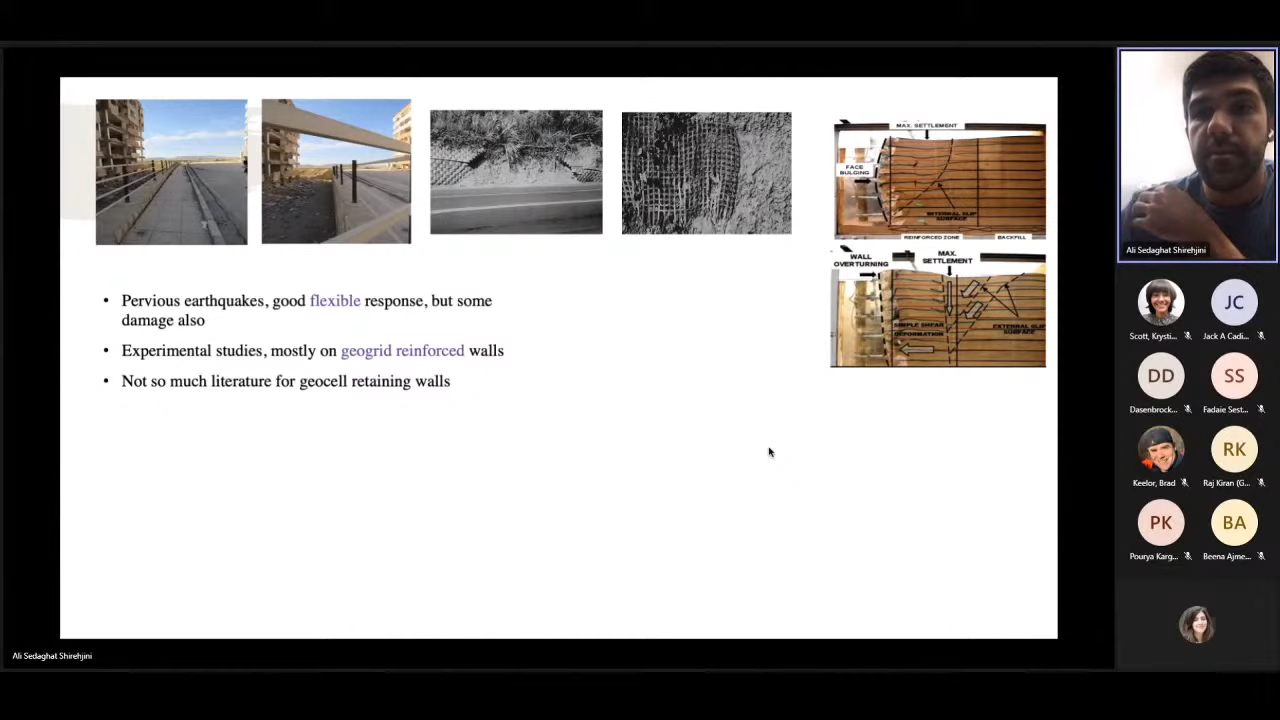 MAX. SETTLEMENT
FACE
BULGING
INTERNAL SLIP
SURFACE
REINFORCED ZONE
BACKFILL
WALL
OVERTURNING
MAX.
SETTLEMENT
SIMPLE SHEAR
DEFORMATION
EXTERNAL SLIP
SURFACE
• Pervious earthquakes, good flexible response, but some
damage also
• Experimental studies, mostly on geogrid reinforced walls
• Not so much literature for geocell retaining walls
Ali Sedaghat Shirehjini
Ali Sedaghat Shirehjini
Scott, Krysti...
JC
Jack A Cadi...
DD
Dasenbrock...
SS
Fadaie Sest...
Keelor, Brad
RK
Raj Kiran (G...
PK
Pourya Karg...
BA
Beena Ajme...